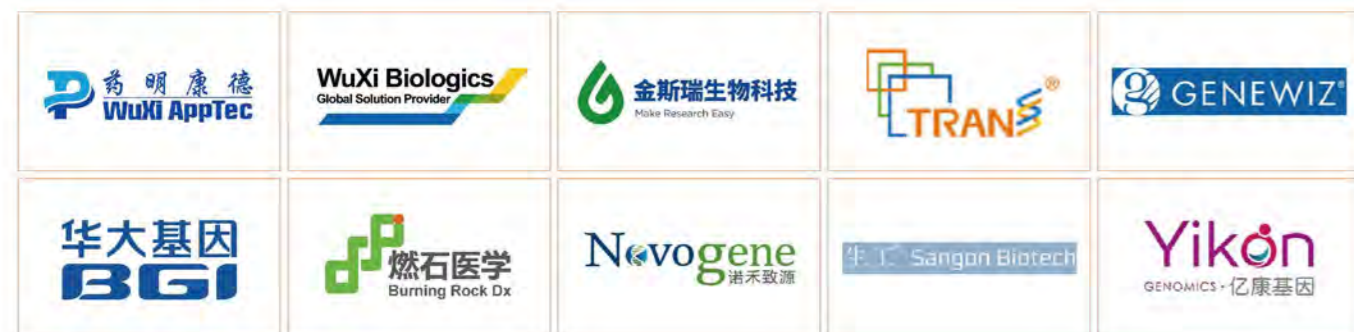 药明康德
WuXi AppTec
WuXi Biologics
Global Solution Provider
金斯瑞生物科技
Make Research Easy
TRANS®
GENEWIZ®
华大基因
BGI
燃石医学
Burning Rock Dx
Novogene
诺禾致源
生工 Sangon Biotech
Yikon
GENOMICS·亿康基因